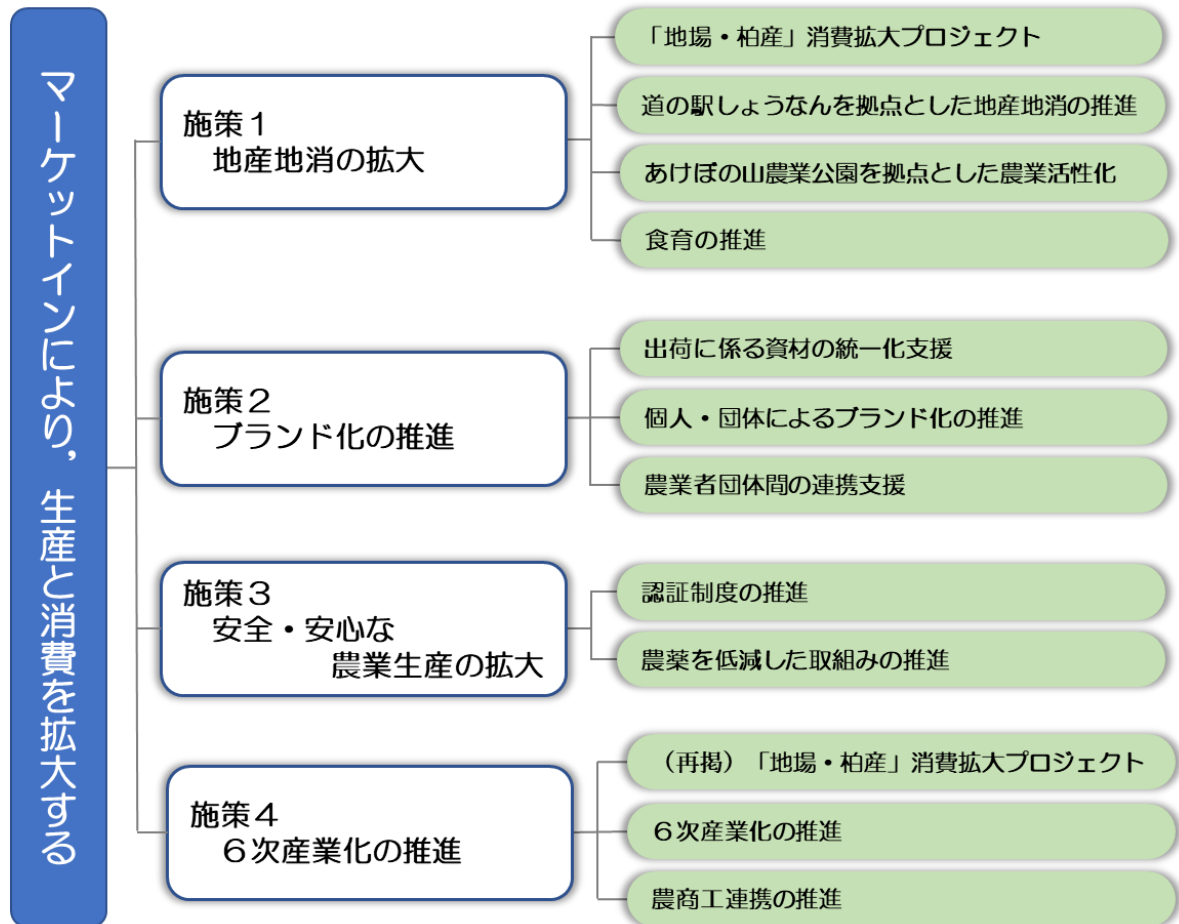 マーケットインにより，生産と消費を拡大する
施策１
地産地消の拡大
「地場・柏産」消費拡大プロジェクト
道の駅しょうなんを拠点とした地産地消の推進
あけぼの山農業公園を拠点とした農業活性化
食育の推進
施策２
ブランド化の推進
出荷に係る資材の統一化支援
個人・団体によるブランド化の推進
農業者団体間の連携支援
施策３
安全・安心な
農業生産の拡大
認証制度の推進
農薬を低減した取組みの推進
施策４
６次産業化の推進
（再掲）「地場・柏産」消費拡大プロジェクト
６次産業化の推進
農商工連携の推進